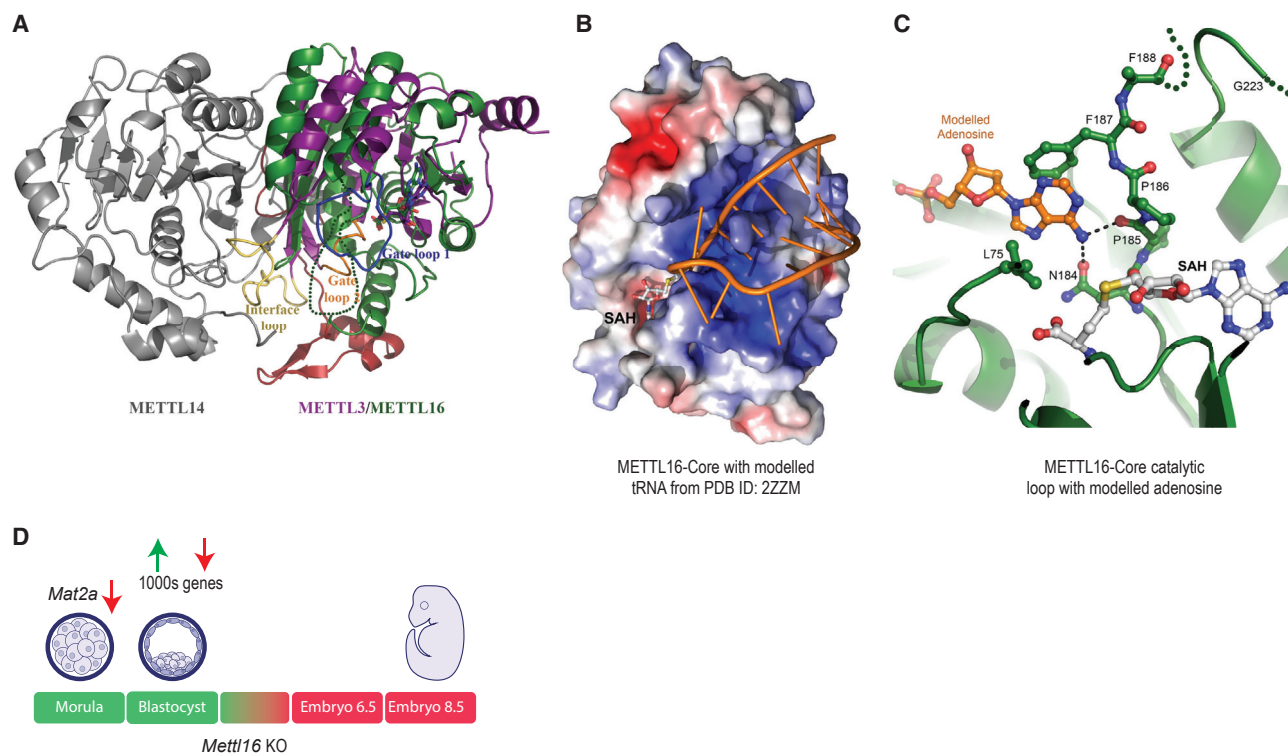 A
Gate loop 1
Gate
loop 2
Interface
loop
METTL14
METTL3/METTL16
B
SAH
METTL16-Core with modelled
tRNA from PDB ID: 2ZZM
C
F188
G223
F187
Modelled
Adenosine
P186
P185
L75
N184
SAH
METTL16-Core catalytic
loop with modelled adenosine
D
1000s genes
Mat2a
Morula
Blastocyst
Embryo 6.5
Embryo 8.5
Mettl16 KO